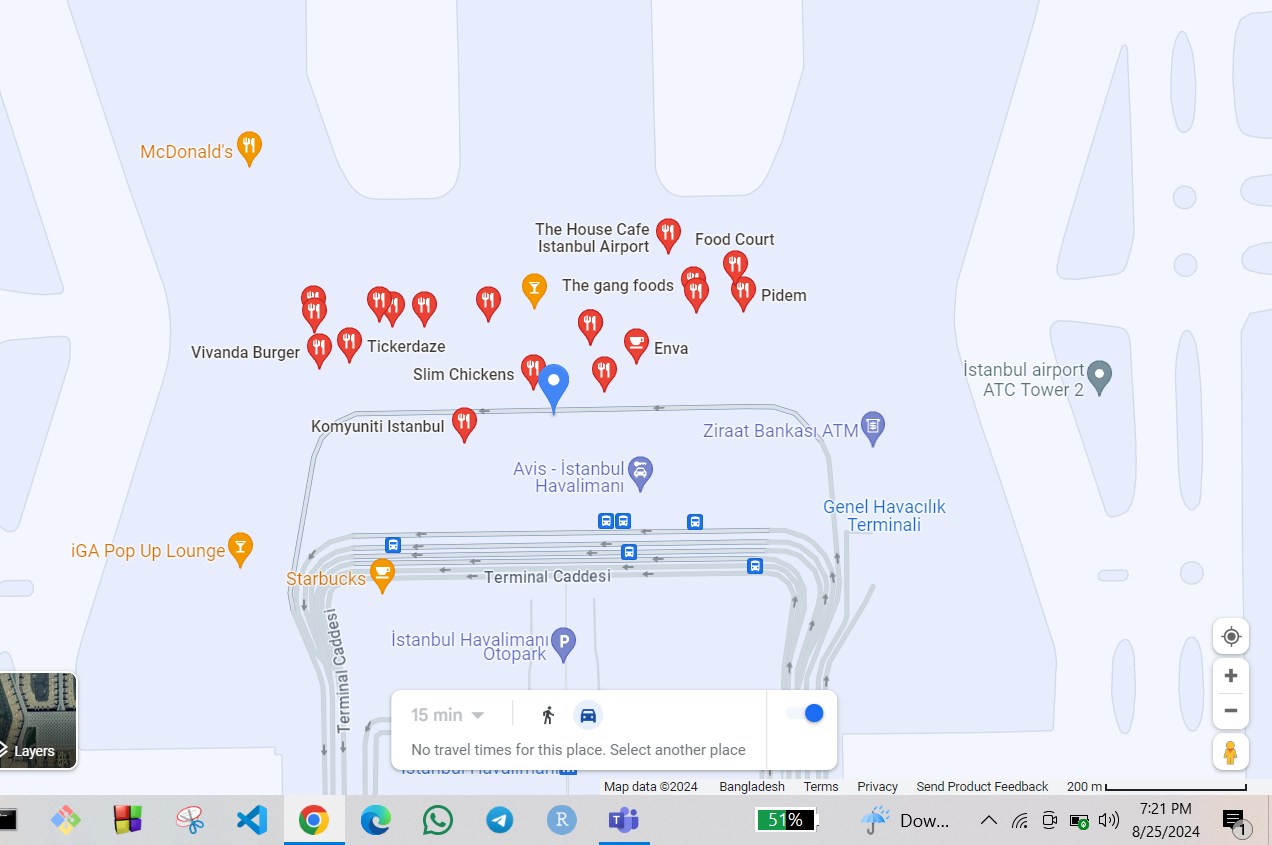 McDonald's
The House Cafe
Istanbul Airport
Food Court
The gang foods
Pidem
Vivanda Burger
Tickerdaze
Enva
Slim Chickens
İstanbul airport
ATC Tower 2
Komyuniti Istanbul
Ziraat Bankası ATM
Avis - İstanbul
Havalimanı
Genel Havacılık
Terminali
iGA Pop Up Lounge
Starbucks
Terminal Caddesi
Terminal Caddesi
İstanbul Havalimanı
Otopark
P
15 min
No travel times for this place. Select another place
Layers
İstanbul Havalimanı
Map data ©2024
Bangladesh
Terms
Privacy
Send Product Feedback
200 m
51%
Dow...
7:21 PM
8/25/2024
R
T
1